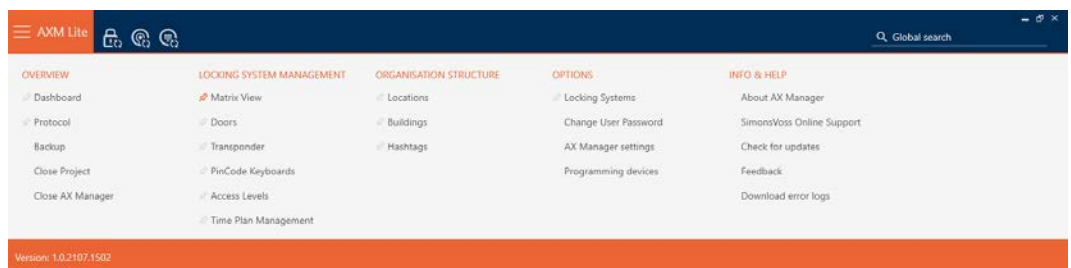 AXM Lite
Global search
OVERVIEW
Dashboard
Protocol
Backup
Close Project
Close AX Manager
LOCKING SYSTEM MANAGEMENT
Matrix View
Doors
Transponder
PinCode Keyboards
Access Levels
Time Plan Management
ORGANISATION STRUCTURE
Locations
Buildings
Hashtags
OPTIONS
Locking Systems
Change User Password
AX Manager settings
Programming devices
INFO & HELP
About AX Manager
SimonsVoss Online Support
Check for updates
Feedback
Download error logs
Version: 1.0.2107.1502